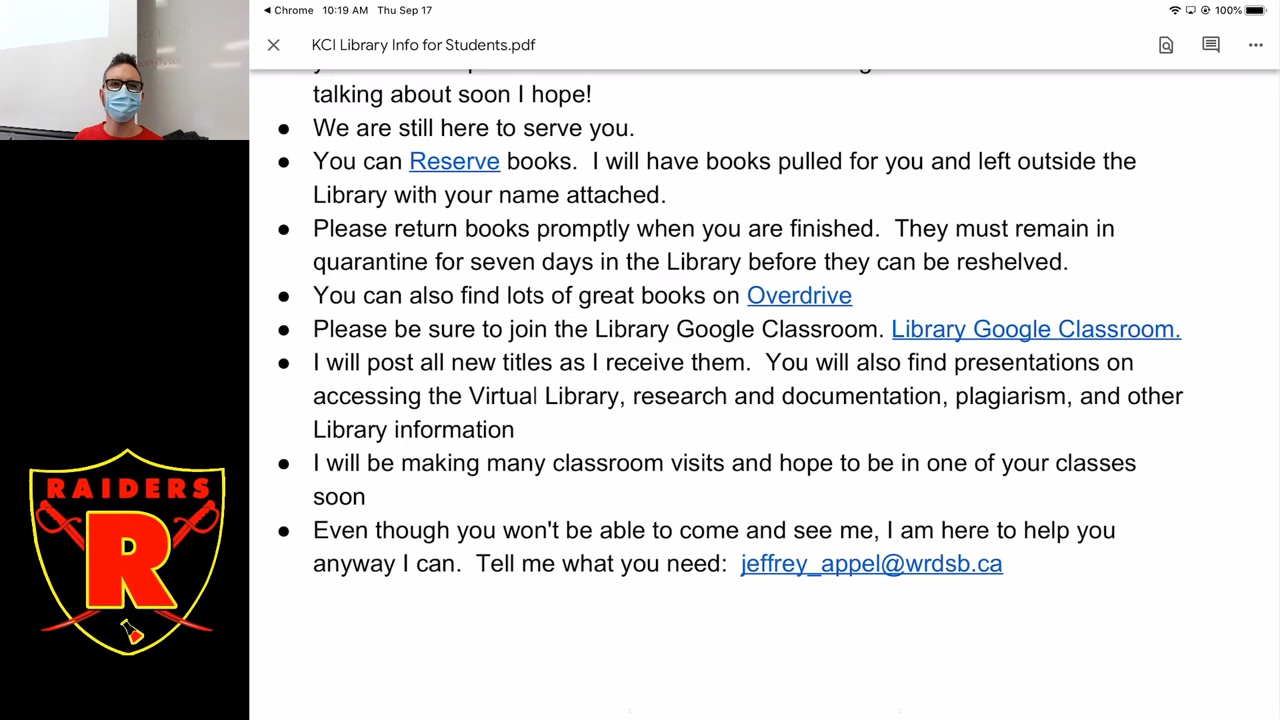 Chrome 10:19 AM Thu Sep 17 100%
KCI Library Info for Students.pdf
talking about soon I hope!
● We are still here to serve you.
● You can Reserve books. I will have books pulled for you and left outside the
Library with your name attached.
● Please return books promptly when you are finished. They must remain in
quarantine for seven days in the Library before they can be reshelved.
● You can also find lots of great books on Overdrive
● Please be sure to join the Library Google Classroom. Library Google Classroom.
● I will post all new titles as I receive them. You will also find presentations on
accessing the Virtual Library, research and documentation, plagiarism, and other
Library information
● I will be making many classroom visits and hope to be in one of your classes
soon
● Even though you won't be able to come and see me, I am here to help you
anyway I can. Tell me what you need: jeffrey_appel@wrdsb.ca
RAIDERS
R